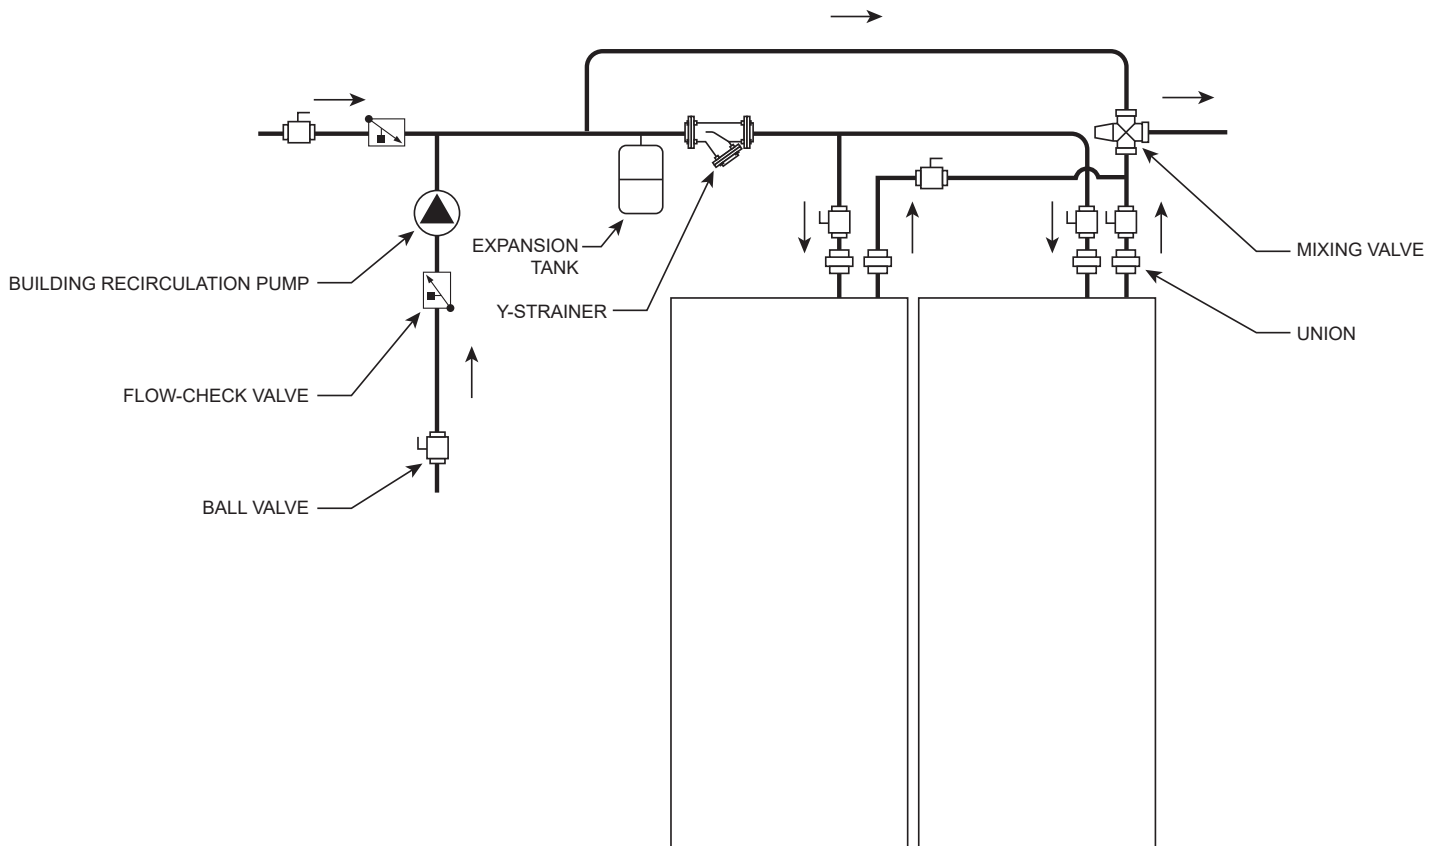 EXPANSION
TANK
MIXING VALVE
BUILDING RECIRCULATION PUMP
Y-STRAINER
UNION
FLOW-CHECK VALVE
BALL VALVE